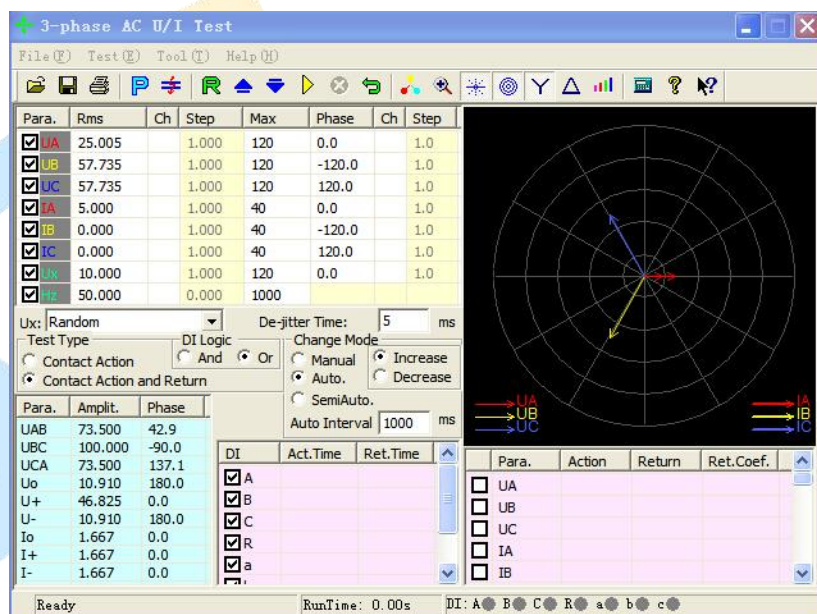 3-phase AC U/I Test
File(F) Test(E) Tool(T) Help(H)
Para. Rms Ch Step Max Phase Ch Step
UA 25.005 1.000 120 0.0 1.0
UB 57.735 1.000 120 -120.0 1.0
UC 57.735 1.000 120 120.0 1.0
IA 5.000 1.000 40 0.0 1.0
IB 0.000 1.000 40 -120.0 1.0
IC 0.000 1.000 40 120.0 1.0
Ux 10.000 1.000 120 0.0 1.0
Hz 50.000 0.000 1000
Ux: Random De-jitter Time: 5 ms
Test Type DI Logic Change Mode
Contact Action And Or Manual Increase
Contact Action and Return Auto. Decrease
SemiAuto.
Auto Interval 1000 ms
Para. Amplit. Phase
UAB 73.500 42.9
UBC 100.000 -90.0
UCA 73.500 137.1
Uo 10.910 180.0
U+ 46.825 0.0
U- 10.910 180.0
Io 1.667 0.0
I+ 1.667 0.0
I- 1.667 0.0
DI Act.Time Ret.Time
A
B
C
R
a
UA IA
UB IB
UC IC
Para. Action Return Ret.Coef.
UA
UB
UC
IA
IB
Ready RunTime: 0.00s DI: A B C R a b c